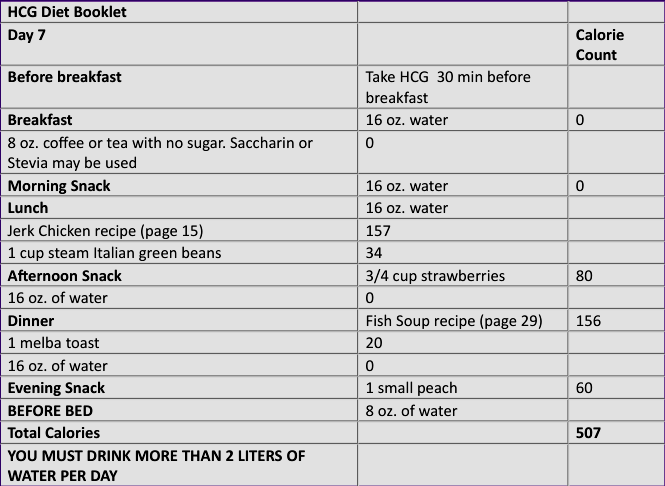 HCG Diet Booklet
Day 7 Calorie
Count
Before breakfast Take HCG  30 min before
breakfast
Breakfast 16 oz. water 0
8 oz. coffee or tea with no sugar. Saccharin or 0
Stevia may be used
Morning Snack 16 oz. water 0
Lunch 16 oz. water
Jerk Chicken recipe (page 15) 157
1 cup steam Italian green beans 34
Afternoon Snack 3/4 cup strawberries 80
16 oz. of water 0
Dinner Fish Soup recipe (page 29) 156
1 melba toast 20
16 oz. of water 0
Evening Snack 1 small peach 60
BEFORE BED 8 oz. of water
Total Calories 507
YOU MUST DRINK MORE THAN 2 LITERS OF
WATER PER DAY